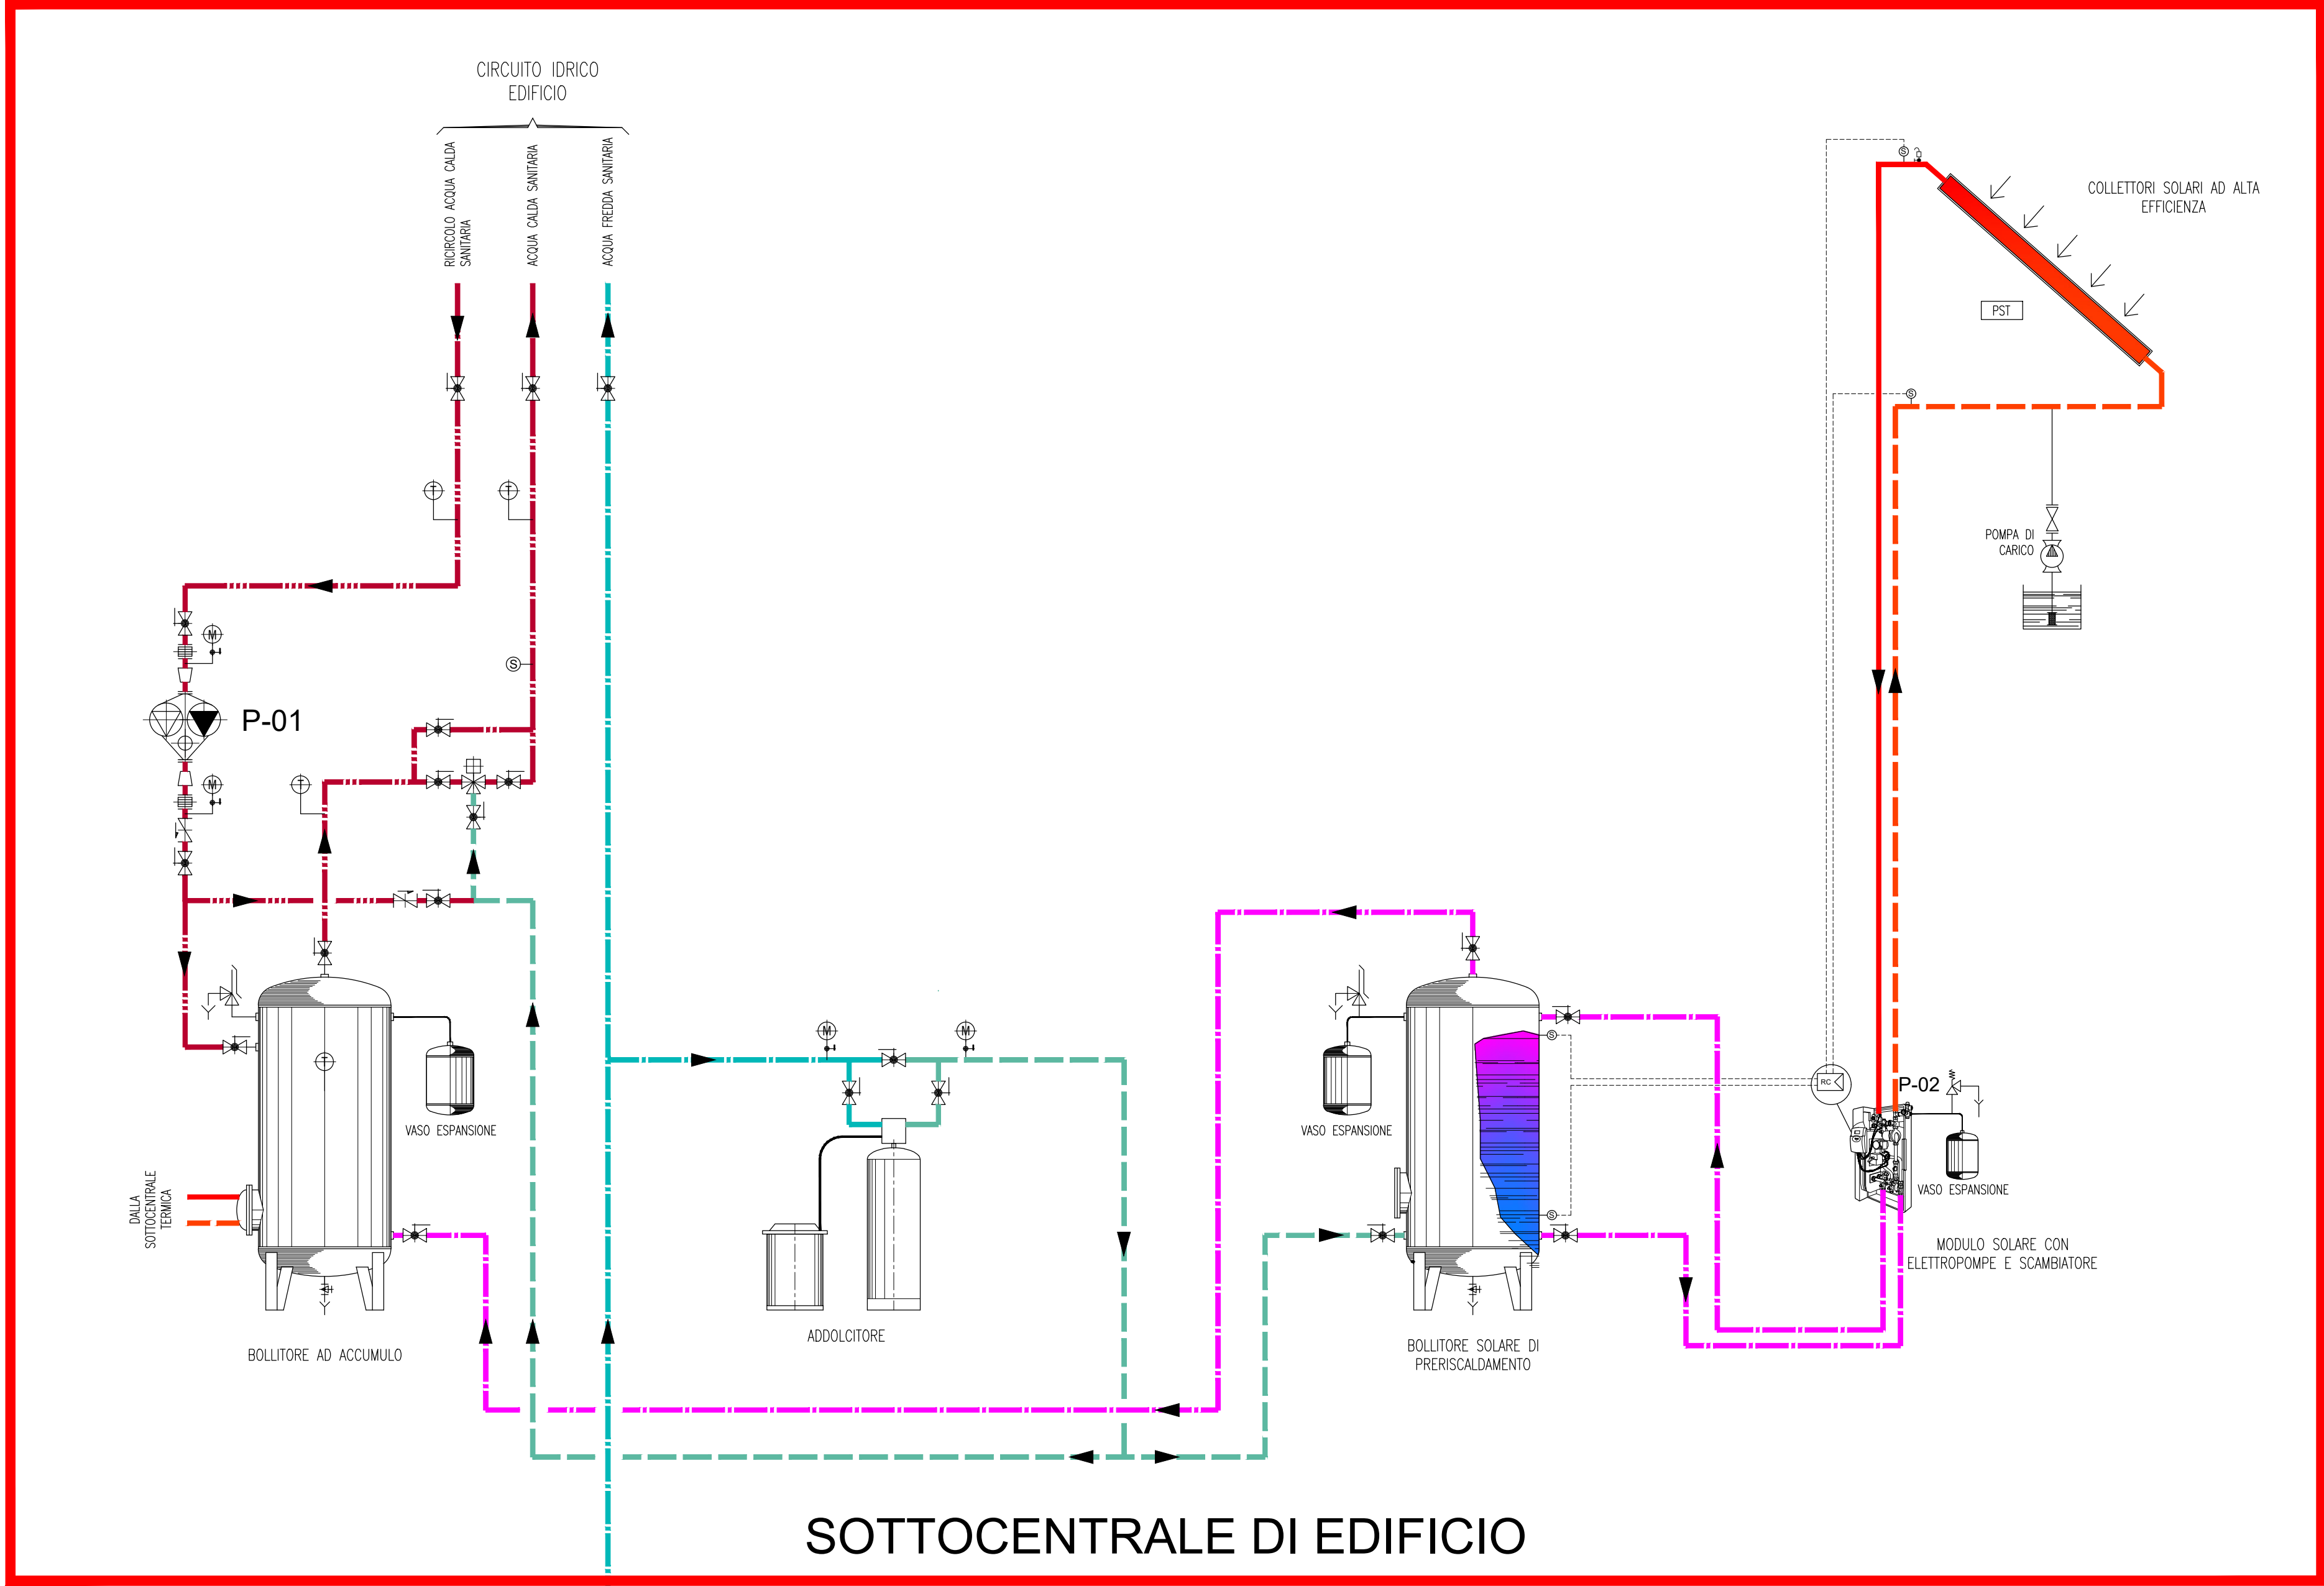 CIRCUITO IDRICO
EDIFICIO
RICIRCOLO ACQUA CALDA
SANITARIA
ACQUA CALDA SANITARIA
ACQUA FREDDA SANITARIA
S
COLLETTORI SOLARI AD ALTA
EFFICIENZA
PST
S
T
T
POMPA DI
CARICO
M
S
P-01
M
T
M
M
S
T
RC
P-02
VASO ESPANSIONE
VASO ESPANSIONE
VASO ESPANSIONE
DALLA
SOTTOCENTRALE
TERMICA
S
MODULO SOLARE CON
ELETTROPOMPE E SCAMBIATORE
ADDOLCITORE
BOLLITORE AD ACCUMULO
BOLLITORE SOLARE DI
PRERISCALDAMENTO
SOTTOCENTRALE DI EDIFICIO